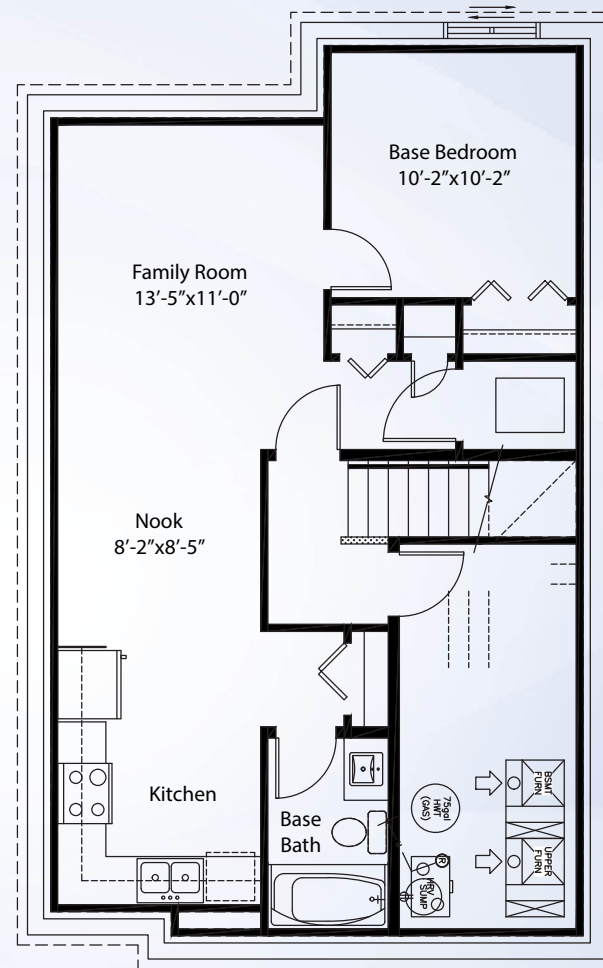 Base Bedroom
10'-2"x10'-2"
Family Room
13'-5"x11'-0"
Nook
8'-2"x8'-5"
Kitchen
Base
Bath
75gal
HWT
(GAS)
BSMT
FURN
UPPER
FURN
HRV
SUMP
R